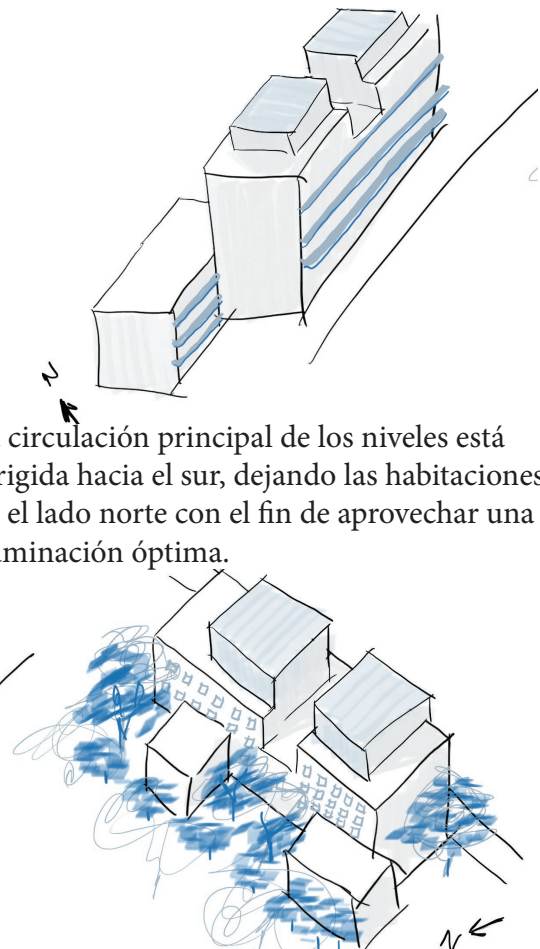 N
circulación principal de los niveles está
rigida hacia el sur, dejando las habitaciones
el lado norte con el fin de aprovechar una
uminación óptima.
N